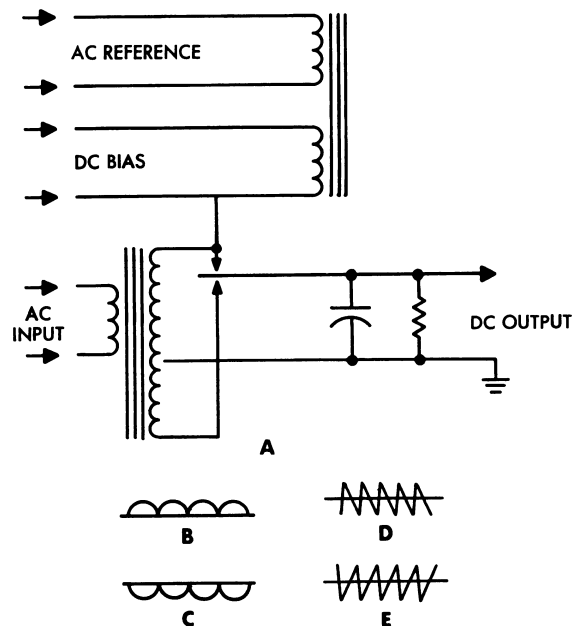 AC REFERENCE
DC BIAS
AC
INPUT
DC OUTPUT
A
B
D
C
E